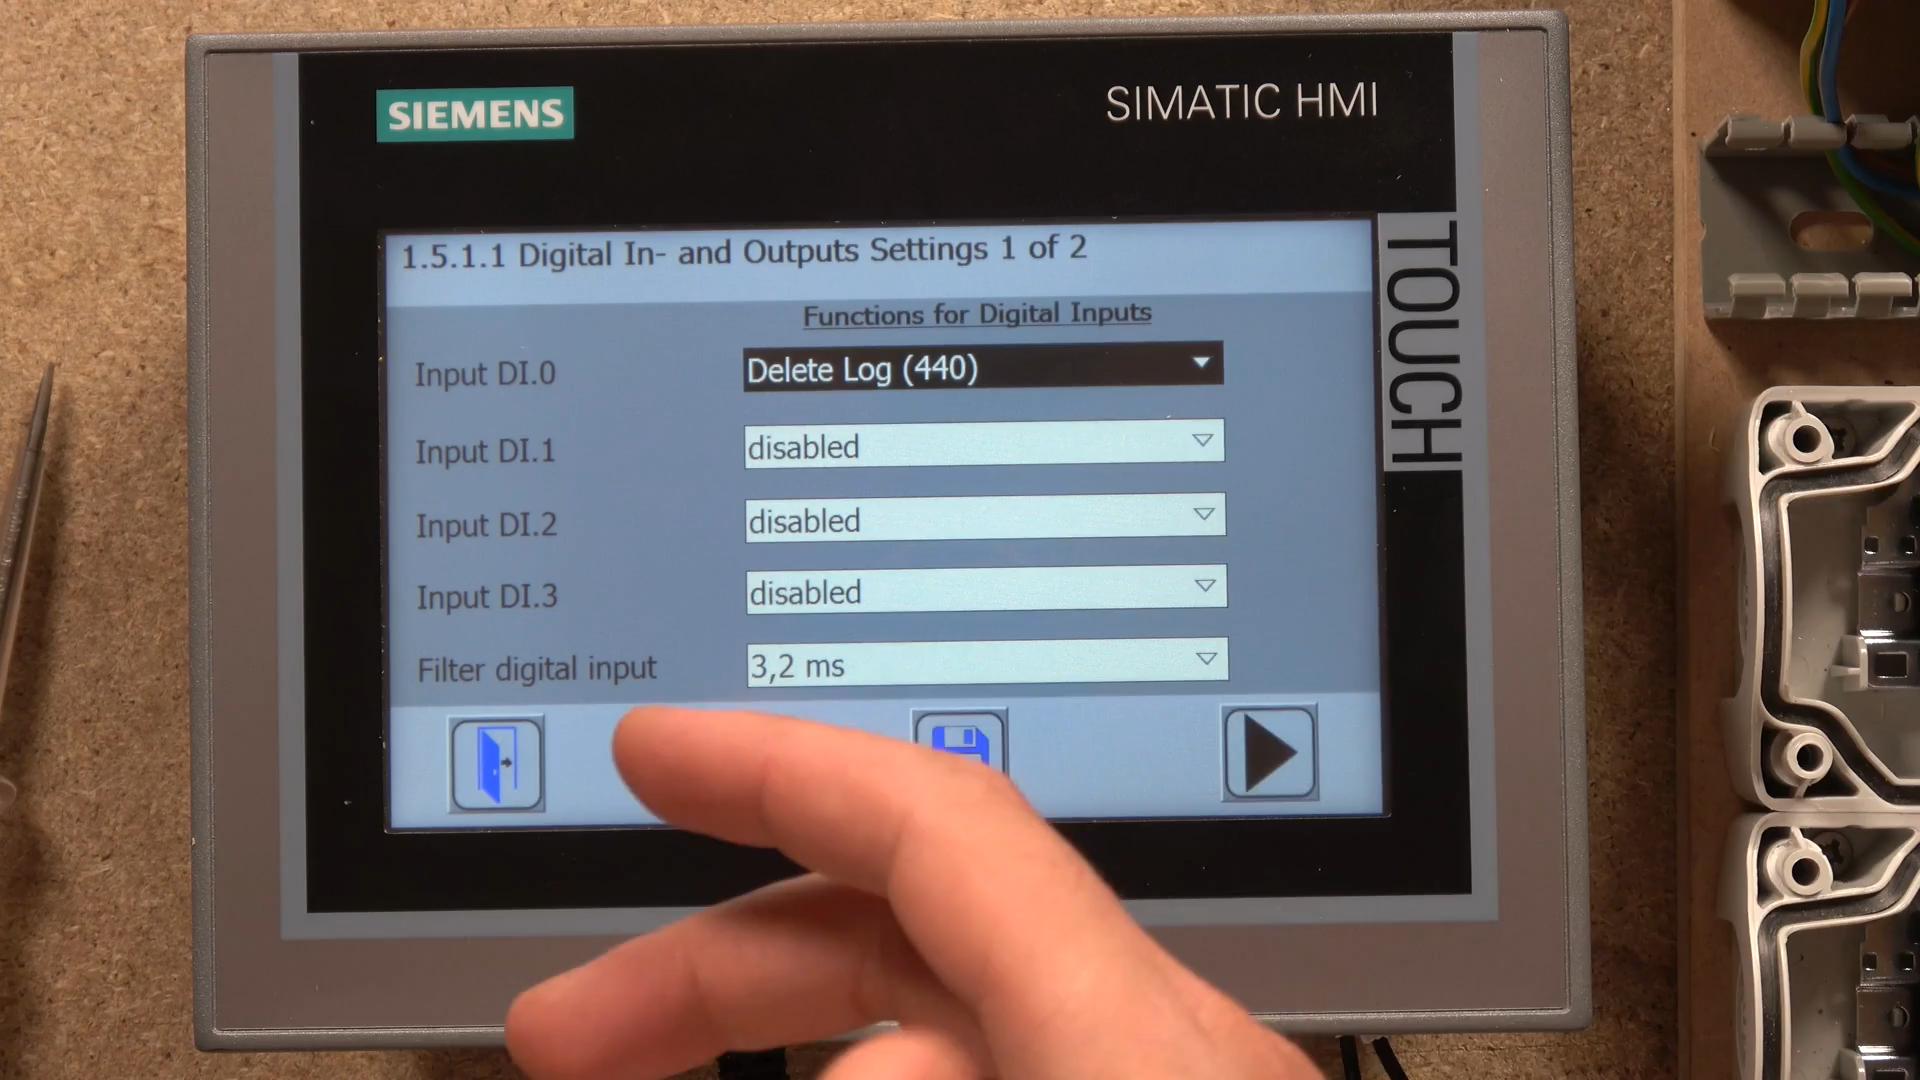 SIEMENS
SIMATIC HMI
TOUCH
1.5.1.1 Digital In- and Outputs Settings 1 of 2
Functions for Digital Inputs
Input DI.0 Delete Log (440)
Input DI.1 disabled
Input DI.2 disabled
Input DI.3 disabled
Filter digital input 3,2 ms